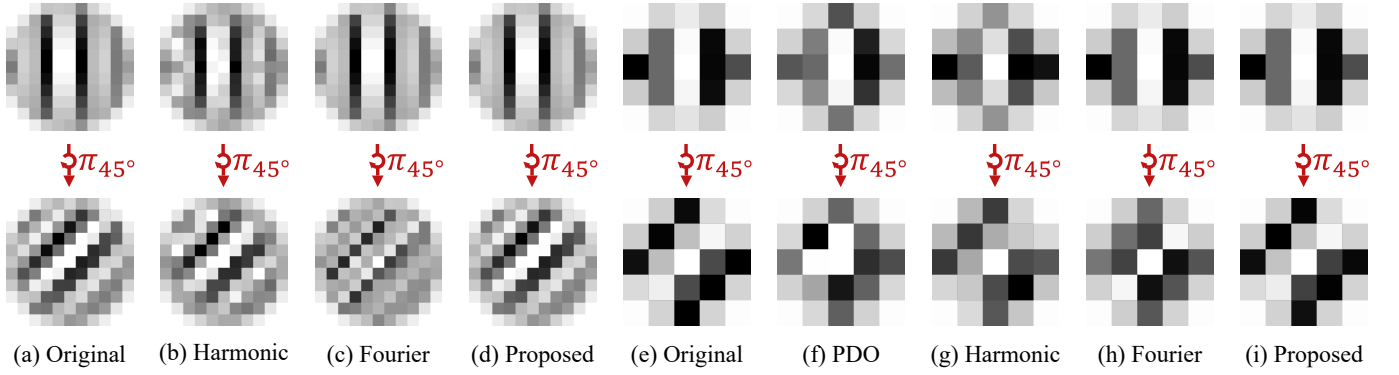 π45° π45° π45° π45° π45° π45° π45° π45° π45°
(a) Original (b) Harmonic (c) Fourier (d) Proposed (e) Original (f) PDO (g) Harmonic (h) Fourier (i) Proposed